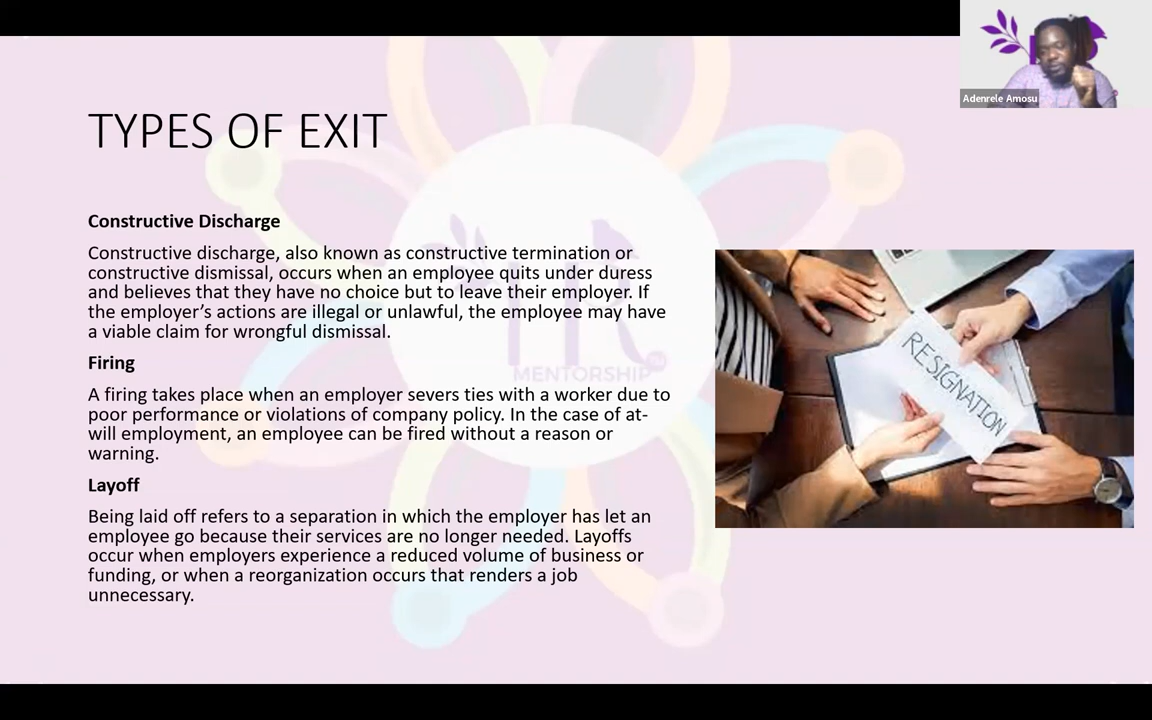 Adenrele Amosu
TYPES OF EXIT
Constructive Discharge
Constructive discharge, also known as constructive termination or
constructive dismissal, occurs when an employee quits under duress
and believes that they have no choice but to leave their employer. If
the employer’s actions are illegal or unlawful, the employee may have
a viable claim for wrongful dismissal.
Firing
A firing takes place when an employer severs ties with a worker due to
poor performance or violations of company policy. In the case of at-
will employment, an employee can be fired without a reason or
warning.
Layoff
Being laid off refers to a separation in which the employer has let an
employee go because their services are no longer needed. Layoffs
occur when employers experience a reduced volume of business or
funding, or when a reorganization occurs that renders a job
unnecessary.
RESIGNATION
HR
MENTORSHIP